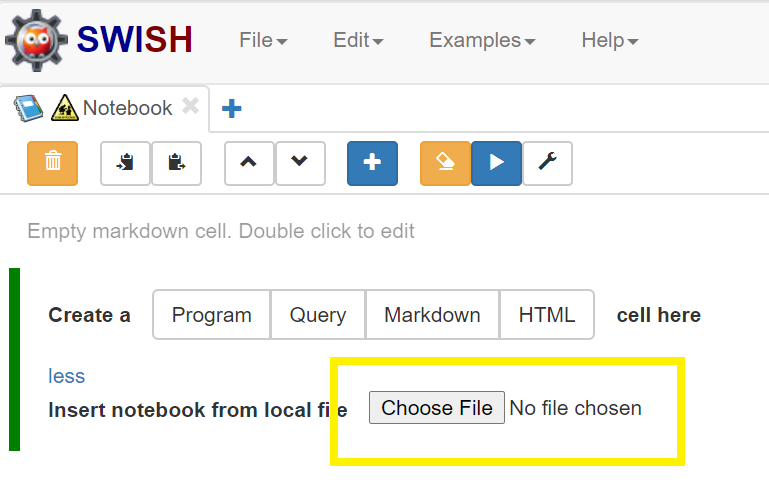 SWISH File Edit Examples Help
Notebook
Empty markdown cell. Double click to edit
Create a Program Query Markdown HTML cell here
less
Insert notebook from local file Choose File No file chosen